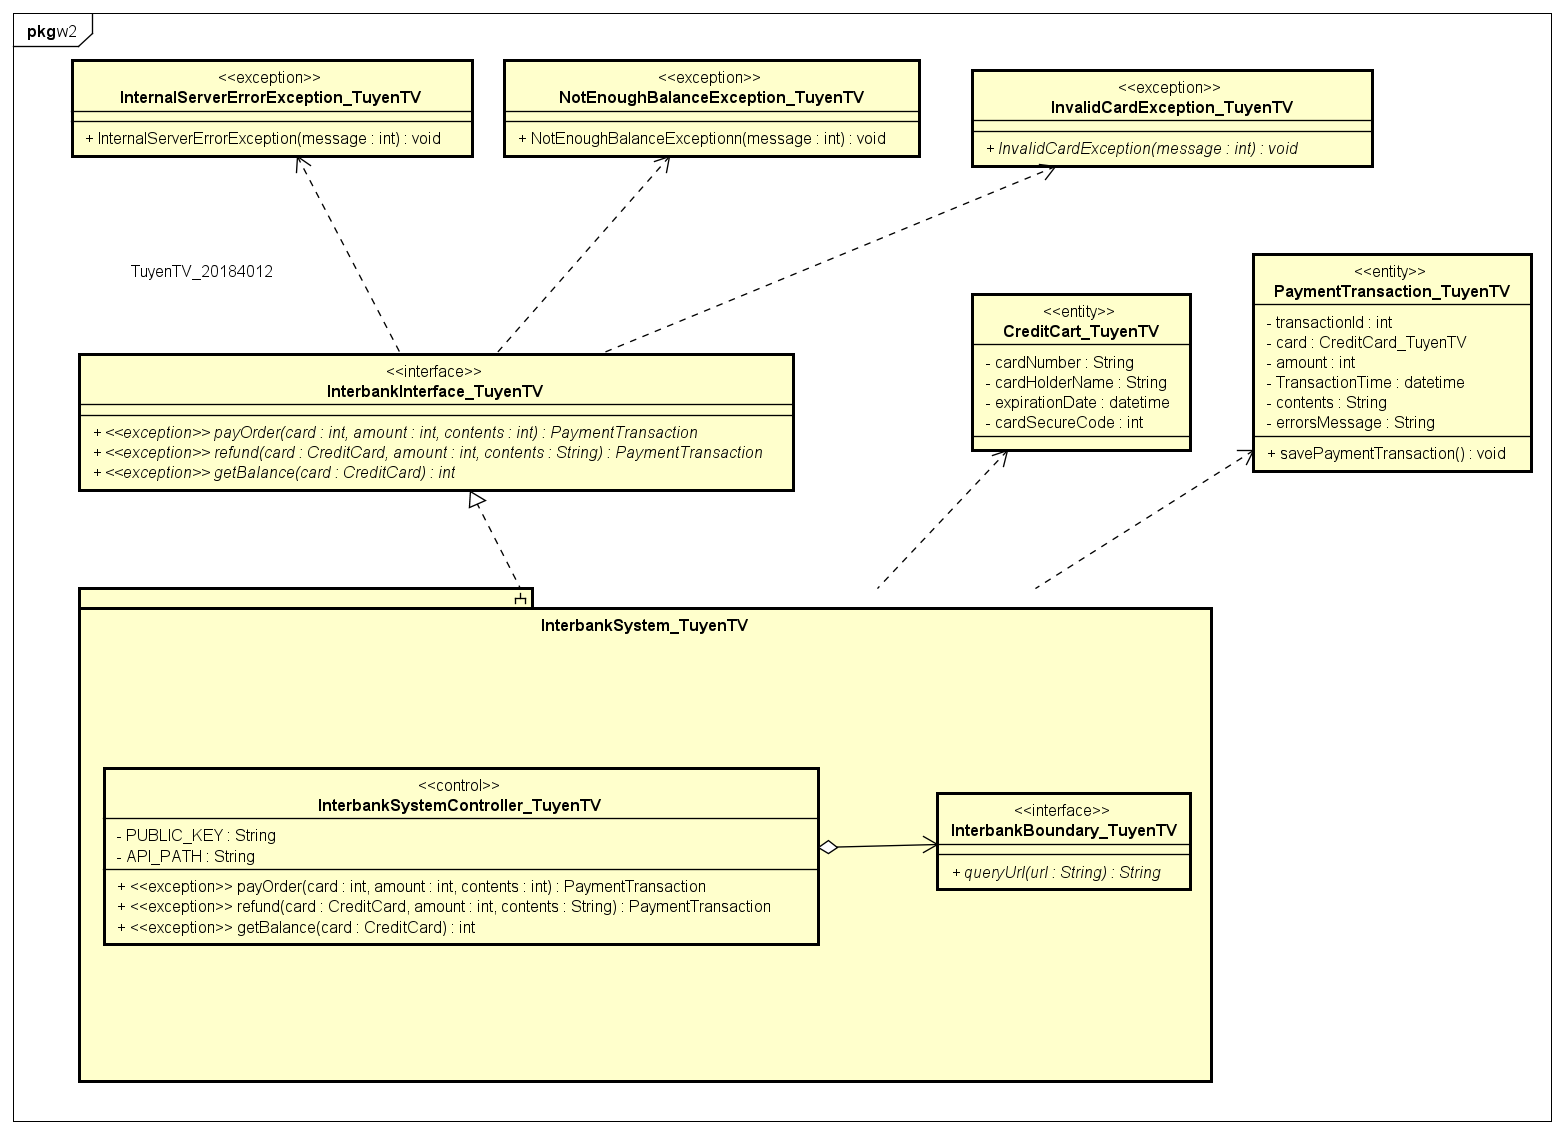 pkg w2
<<exception>>
InternalServerErrorException_TuyenTV
+ InternalServerErrorException(message : int) : void
<<exception>>
NotEnoughBalanceException_TuyenTV
+ NotEnoughBalanceExceptionn(message : int) : void
<<exception>>
InvalidCardException_TuyenTV
+ InvalidCardException(message : int) : void
TuyenTV_20184012
<<entity>>
PaymentTransaction_TuyenTV
- transactionId : int
- card : CreditCard_TuyenTV
- amount : int
- TransactionTime : datetime
- contents : String
- errorsMessage : String
+ savePaymentTransaction() : void
<<entity>>
CreditCart_TuyenTV
- cardNumber : String
- cardHolderName : String
- expirationDate : datetime
- cardSecureCode : int
<<interface>>
InterbankInterface_TuyenTV
+ <<exception>> payOrder(card : int, amount : int, contents : int) : PaymentTransaction
+ <<exception>> refund(card : CreditCard, amount : int, contents : String) : PaymentTransaction
+ <<exception>> getBalance(card : CreditCard) : int
InterbankSystem_TuyenTV
<<control>>
InterbankSystemController_TuyenTV
- PUBLIC_KEY : String
- API_PATH : String
+ <<exception>> payOrder(card : int, amount : int, contents : int) : PaymentTransaction
+ <<exception>> refund(card : CreditCard, amount : int, contents : String) : PaymentTransaction
+ <<exception>> getBalance(card : CreditCard) : int
<<interface>>
InterbankBoundary_TuyenTV
+ queryUrl(url : String) : String